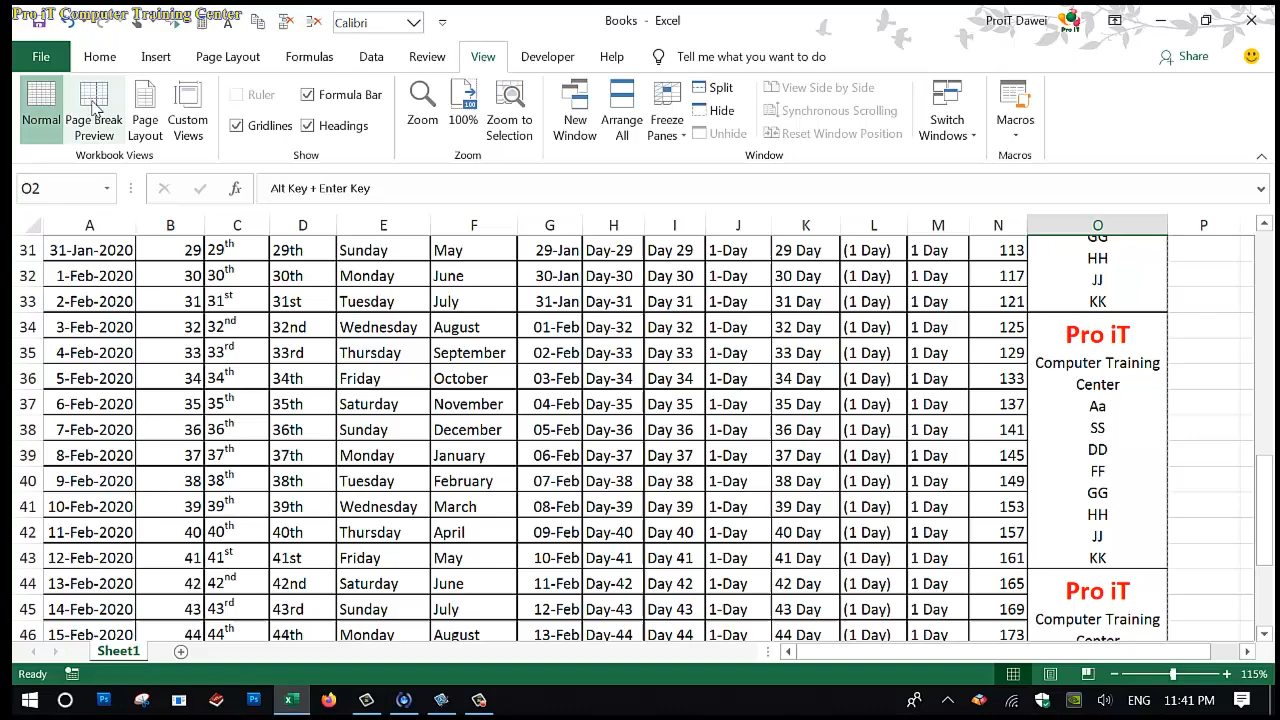 Pro iT Computer Training Center
Calibri
Books - Excel
ProiT Dawei
Pro iT
File Home Insert Page Layout Formulas Data Review View Developer Help Tell me what you want to do Share
Normal Page Break Preview Page Layout Custom Views
Workbook Views
Ruler Formula Bar
Gridlines Headings
Show
Zoom 100% Zoom to Selection
100
Zoom
New Window Arrange All Freeze Panes
Split
Hide
Unhide
View Side by Side
Synchronous Scrolling
Reset Window Position
Window
Switch Windows
Macros
Macros
O2 fx Alt Key + Enter Key
A B C D E F G H I J K L M N O P
31 31-Jan-2020 29 29th 29th Sunday May 29-Jan Day-29 Day 29 1-Day 29 Day (1 Day) 1 Day 113
32 1-Feb-2020 30 30th 30th Monday June 30-Jan Day-30 Day 30 1-Day 30 Day (1 Day) 1 Day 117
33 2-Feb-2020 31 31st 31st Tuesday July 31-Jan Day-31 Day 31 1-Day 31 Day (1 Day) 1 Day 121
34 3-Feb-2020 32 32nd 32nd Wednesday August 01-Feb Day-32 Day 32 1-Day 32 Day (1 Day) 1 Day 125
35 4-Feb-2020 33 33rd 33rd Thursday September 02-Feb Day-33 Day 33 1-Day 33 Day (1 Day) 1 Day 129
36 5-Feb-2020 34 34th 34th Friday October 03-Feb Day-34 Day 34 1-Day 34 Day (1 Day) 1 Day 133
37 6-Feb-2020 35 35th 35th Saturday November 04-Feb Day-35 Day 35 1-Day 35 Day (1 Day) 1 Day 137
38 7-Feb-2020 36 36th 36th Sunday December 05-Feb Day-36 Day 36 1-Day 36 Day (1 Day) 1 Day 141
39 8-Feb-2020 37 37th 37th Monday January 06-Feb Day-37 Day 37 1-Day 37 Day (1 Day) 1 Day 145
40 9-Feb-2020 38 38th 38th Tuesday February 07-Feb Day-38 Day 38 1-Day 38 Day (1 Day) 1 Day 149
41 10-Feb-2020 39 39th 39th Wednesday March 08-Feb Day-39 Day 39 1-Day 39 Day (1 Day) 1 Day 153
42 11-Feb-2020 40 40th 40th Thursday April 09-Feb Day-40 Day 40 1-Day 40 Day (1 Day) 1 Day 157
43 12-Feb-2020 41 41st 41st Friday May 10-Feb Day-41 Day 41 1-Day 41 Day (1 Day) 1 Day 161
44 13-Feb-2020 42 42nd 42nd Saturday June 11-Feb Day-42 Day 42 1-Day 42 Day (1 Day) 1 Day 165
45 14-Feb-2020 43 43rd 43rd Sunday July 12-Feb Day-43 Day 43 1-Day 43 Day (1 Day) 1 Day 169
46 15-Feb-2020 44 44th 44th Monday August 13-Feb Day-44 Day 44 1-Day 44 Day (1 Day) 1 Day 173
GG
HH
JJ
KK
Pro iT
Computer Training
Center
Aa
SS
DD
FF
GG
HH
JJ
KK
Pro iT
Computer Training
Center
Sheet1
Ready 115%
ENG 11:41 PM